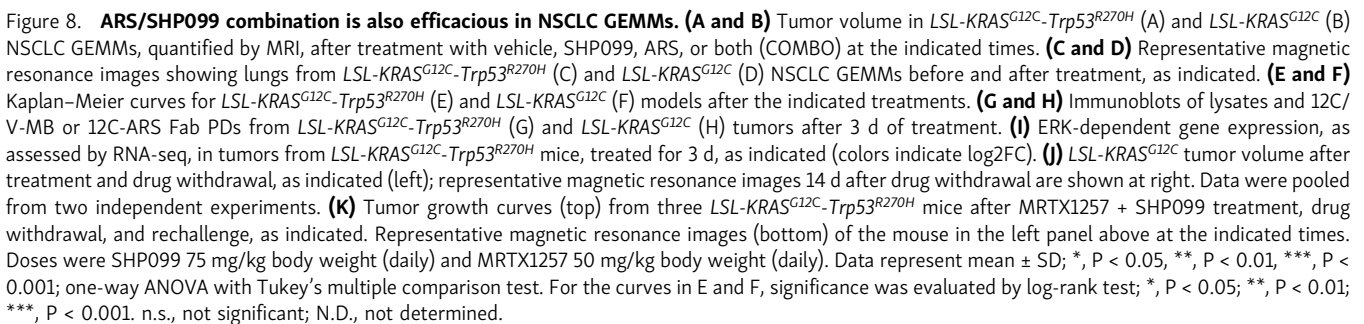 Figure 8. ARS/SHP099 combination is also efficacious in NSCLC GEMMs. (A and B) Tumor volume in LSL-KRASG12C-Trp53R270H (A) and LSL-KRASG12C (B)
NSCLC GEMMs, quantified by MRI, after treatment with vehicle, SHP099, ARS, or both (COMBO) at the indicated times. (C and D) Representative magnetic
resonance images showing lungs from LSL-KRASG12C-Trp53R270H (C) and LSL-KRASG12C (D) NSCLC GEMMs before and after treatment, as indicated. (E and F)
Kaplan–Meier curves for LSL-KRASG12C-Trp53R270H (E) and LSL-KRASG12C (F) models after the indicated treatments. (G and H) Immunoblots of lysates and 12C/
V-MB or 12C-ARS Fab PDs from LSL-KRASG12C-Trp53R270H (G) and LSL-KRASG12C (H) tumors after 3 d of treatment. (I) ERK-dependent gene expression, as
assessed by RNA-seq, in tumors from LSL-KRASG12C-Trp53R270H mice, treated for 3 d, as indicated (colors indicate log2FC). (J) LSL-KRASG12C tumor volume after
treatment and drug withdrawal, as indicated (left); representative magnetic resonance images 14 d after drug withdrawal are shown at right. Data were pooled
from two independent experiments. (K) Tumor growth curves (top) from three LSL-KRASG12C-Trp53R270H mice after MRTX1257 + SHP099 treatment, drug
withdrawal, and rechallenge, as indicated. Representative magnetic resonance images (bottom) of the mouse in the left panel above at the indicated times.
Doses were SHP099 75 mg/kg body weight (daily) and MRTX1257 50 mg/kg body weight (daily). Data represent mean ± SD; *, P < 0.05, **, P < 0.01, ***, P <
0.001; one-way ANOVA with Tukey's multiple comparison test. For the curves in E and F, significance was evaluated by log-rank test; *, P < 0.05; **, P < 0.01;
***, P < 0.001. n.s., not significant; N.D., not determined.